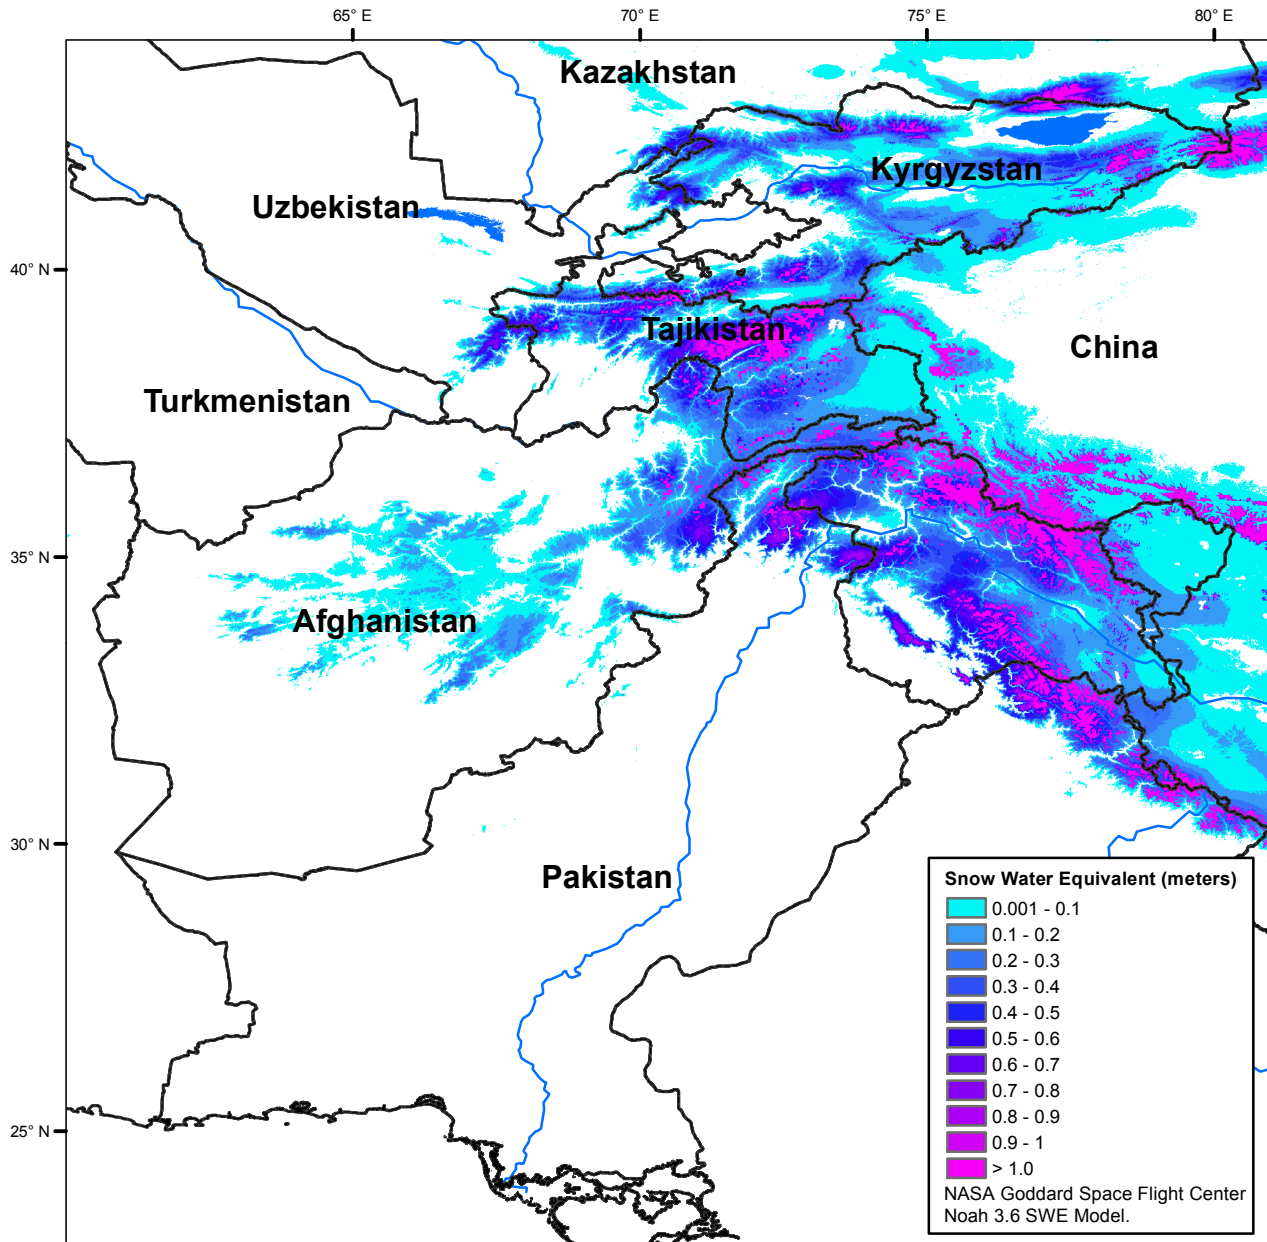 65° E
70° E
75° E
80° E
Kazakhstan
Kyrgyzstan
Uzbekistan
40° N
Tajikistan
China
Turkmenistan
35° N
Afghanistan
30° N
Pakistan
25° N
Snow Water Equivalent (meters)
0.001 - 0.1
0.1 - 0.2
0.2 - 0.3
0.3 - 0.4
0.4 - 0.5
0.5 - 0.6
0.6 - 0.7
0.7 - 0.8
0.8 - 0.9
0.9 - 1
> 1.0
NASA Goddard Space Flight Center
Noah 3.6 SWE Model.